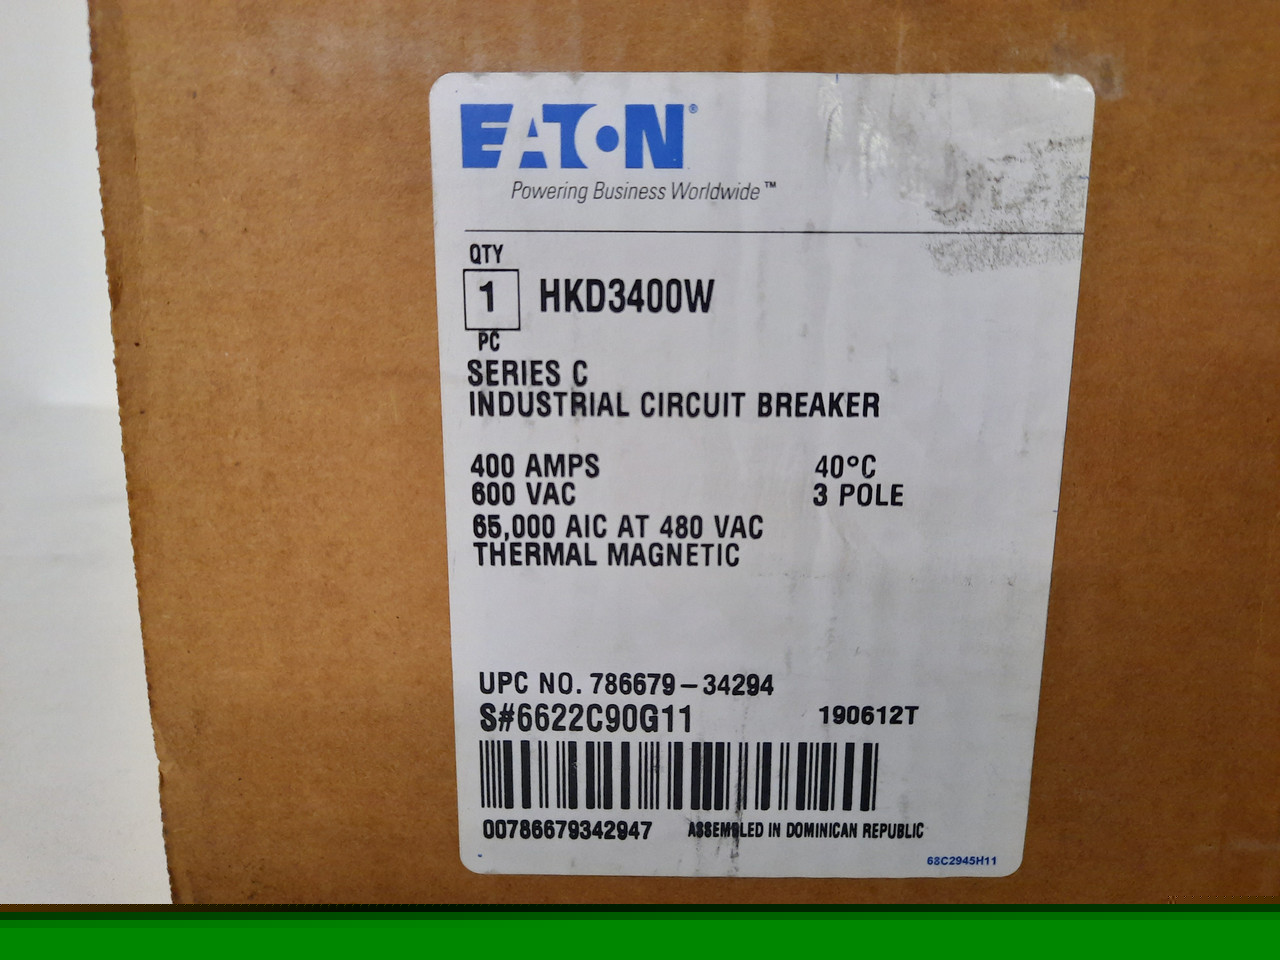 EATON®
Powering Business Worldwide™
QTY
1 HKD3400W
PC
SERIES C
INDUSTRIAL CIRCUIT BREAKER
400 AMPS 40°C
600 VAC 3 POLE
65,000 AIC AT 480 VAC
THERMAL MAGNETIC
UPC NO. 786679-34294
S#6622C90G11 190612T
00786679342947 ASSEMBLED IN DOMINICAN REPUBLIC
68C2945H11